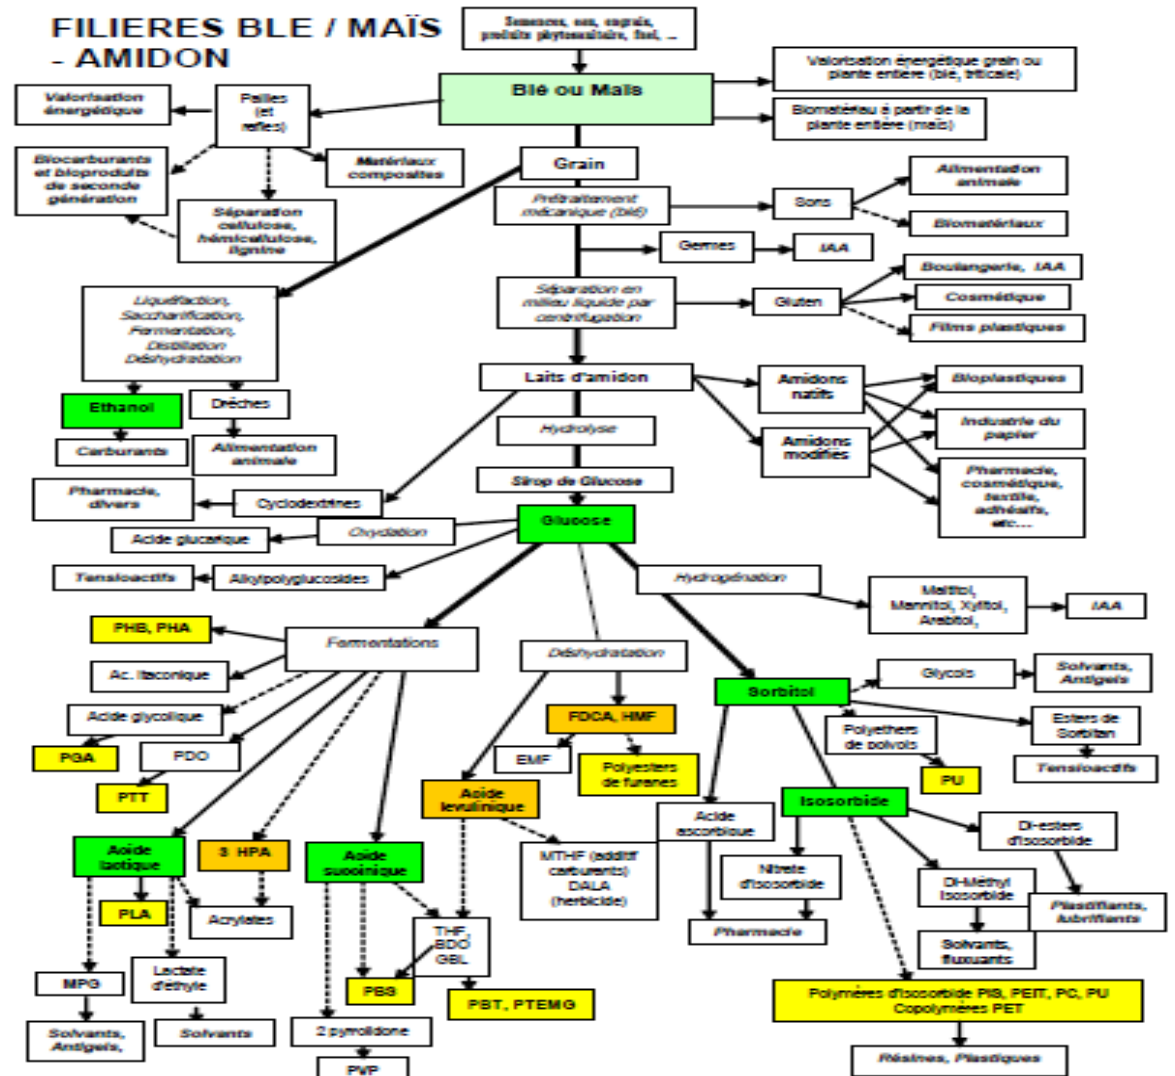 FILIERES BLE / MAÏS
- AMIDON
Semences, eau, engrais,
produits phytosanitaire, fuel, ...
Blé ou Maïs
Valorisation énergétique grain ou
plante entière (blé, triticale)
Biomatériau à partir de la
plante entière (maïs)
Valorisation
énergétique
Pailles
(et
rafles)
Biocarburants
et bioproduits
de seconde
génération
Matériaux
composites
Séparation
cellulose,
hémicellulose,
lignine
Grain
Prétraitement
mécanique (blé)
Sons
Alimentation
animale
Biomatériaux
Germes
IAA
Séparation en
milieu liquide par
centrifugation
Gluten
Boulangerie, IAA
Cosmétique
Films plastiques
Liquéfaction,
Saccharification,
Fermentation,
Distillation
Déshydratation
Ethanol
Drèches
Carburants
Alimentation
animale
Laits d'amidon
Amidons
natifs
Amidons
modifiés
Bioplastiques
Industrie du
papier
Pharmacie,
cosmétique,
textile,
adhésifs,
etc...
Hydrolyse
Sirop de Glucose
Pharmacie,
divers
Cyclodextrines
Glucose
Oxydation
Acide glucarique
Tensioactifs
Alkylpolyglucosides
Hydrogénation
Maltitol,
Mannitol, Xylitol,
Arabitol,
IAA
PHB, PHA
Fermentations
Déshydratation
Ac. Itaconique
Acide glycolique
PGA
PDO
PTT
Sorbitol
Glycols
Solvants,
Antigels
FDCA, HMF
EMF
Polyesters
de furanes
Polyethers
de polyols
PU
Esters de
Sorbitan
Tensioactifs
Acide
levulinique
Acide
ascorbique
Isosorbide
Acide
lactique
3 HPA
Acide
succinique
MTHF (additif
carburants)
DALA
(herbicide)
Nitrate
d'Isosorbide
Di-esters
d'Isosorbide
Di-Méthyl
Isosorbide
Plastifiants,
lubrifiants
PLA
Acrylates
THF,
BDO
GBL
Pharmacie
Solvants,
fluxuants
MPG
Lactate
d'éthyle
PBS
PBT, PTEMG
Polymères d'Isosorbide PIS, PEIT, PC, PU
Copolymères PET
Solvants,
Antigels,
Solvants
2 pyrrolidone
PVP
Résines, Plastiques